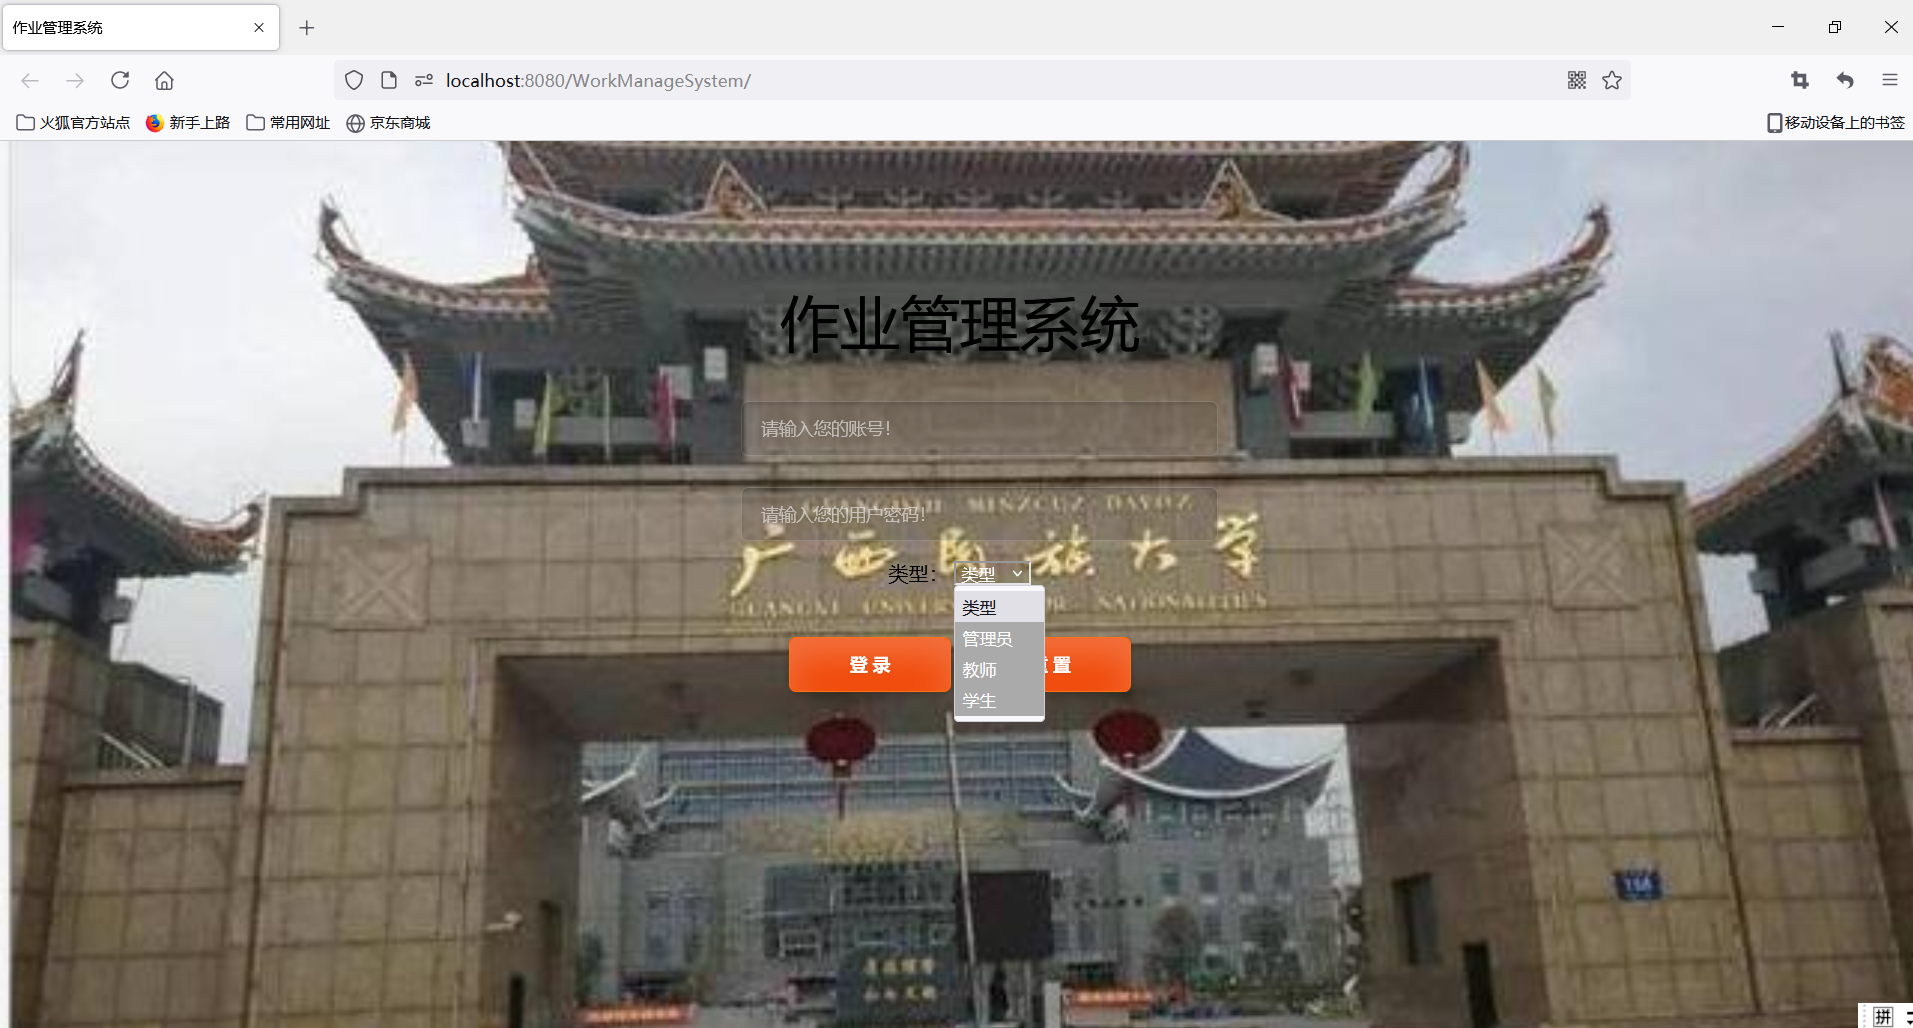 作业管理系统
localhost:8080/WorkManageSystem/
火狐官方站点
新手上路
常用网址
京东商城
移动设备上的书签
作业管理系统
请输入您的账号！
请输入您的用户密码！
MINZCUZ DAYOZ
广西民族大学
类型：
类型
GUANGXI UNIVER
NATIONALITIES
类型
管理员
教师
学生
登录
置
拼